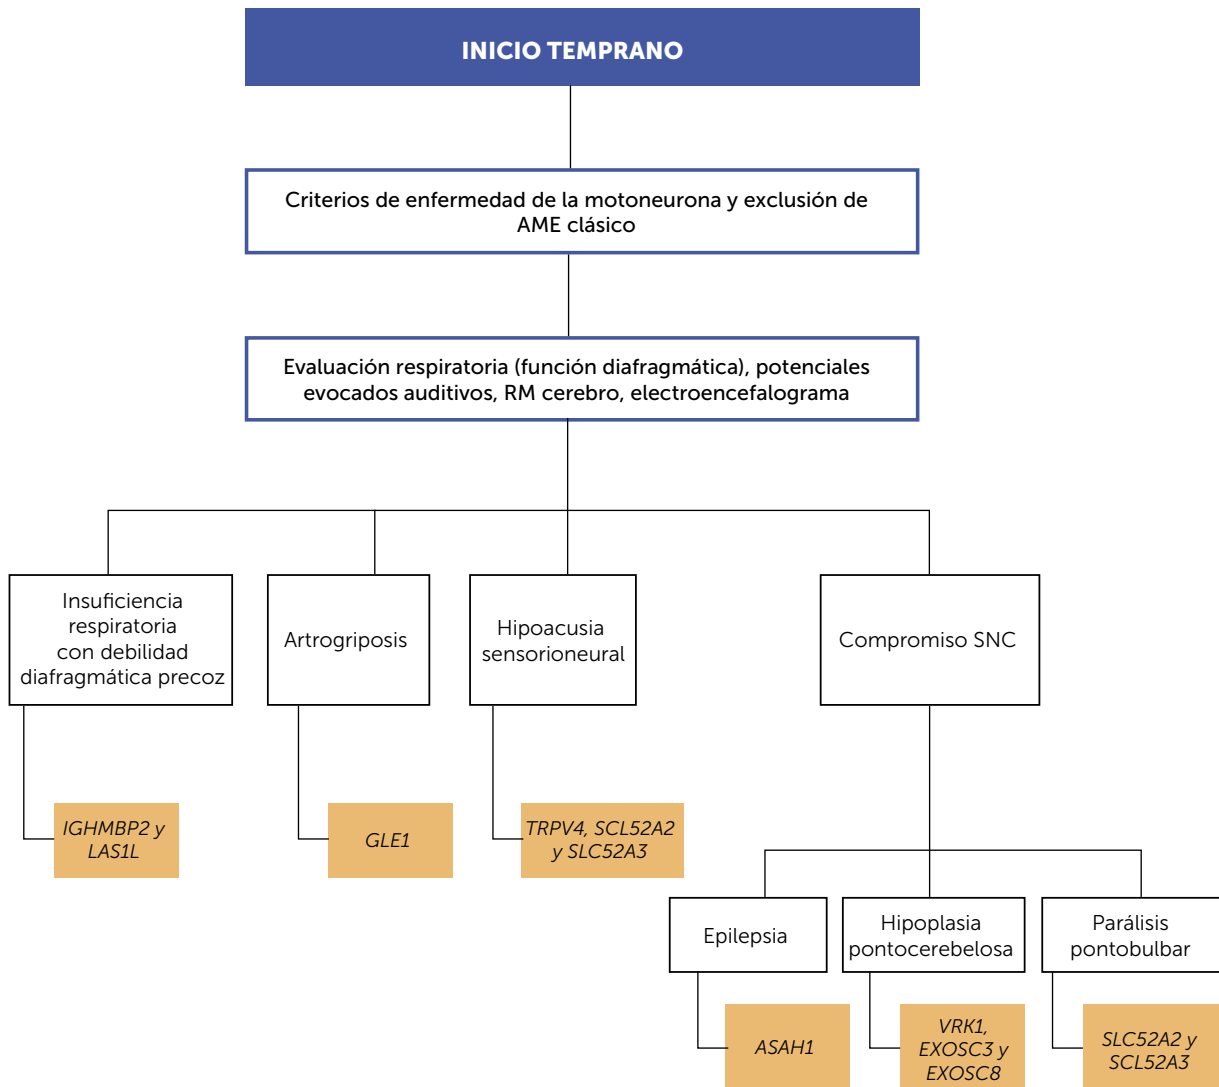 INICIO TEMPRANO
Criterios de enfermedad de la motoneurona y exclusión de
AME clásico
Evaluación respiratoria (función diafragmática), potenciales
evocados auditivos, RM cerebro, electroencefalograma
Insuficiencia
respiratoria
con debilidad
diafragmática precoz
Artrogriposis
Hipoacusia
sensorioneural
Compromiso SNC
IGHMBP2 y
LAS1L
GLE1
TRPV4, SCL52A2
y SLC52A3
Epilepsia
Hipoplasia
pontocerebelosa
Parálisis
pontobulbar
ASAH1
VRK1,
EXOSC3 y
EXOSC8
SLC52A2 y
SCL52A3